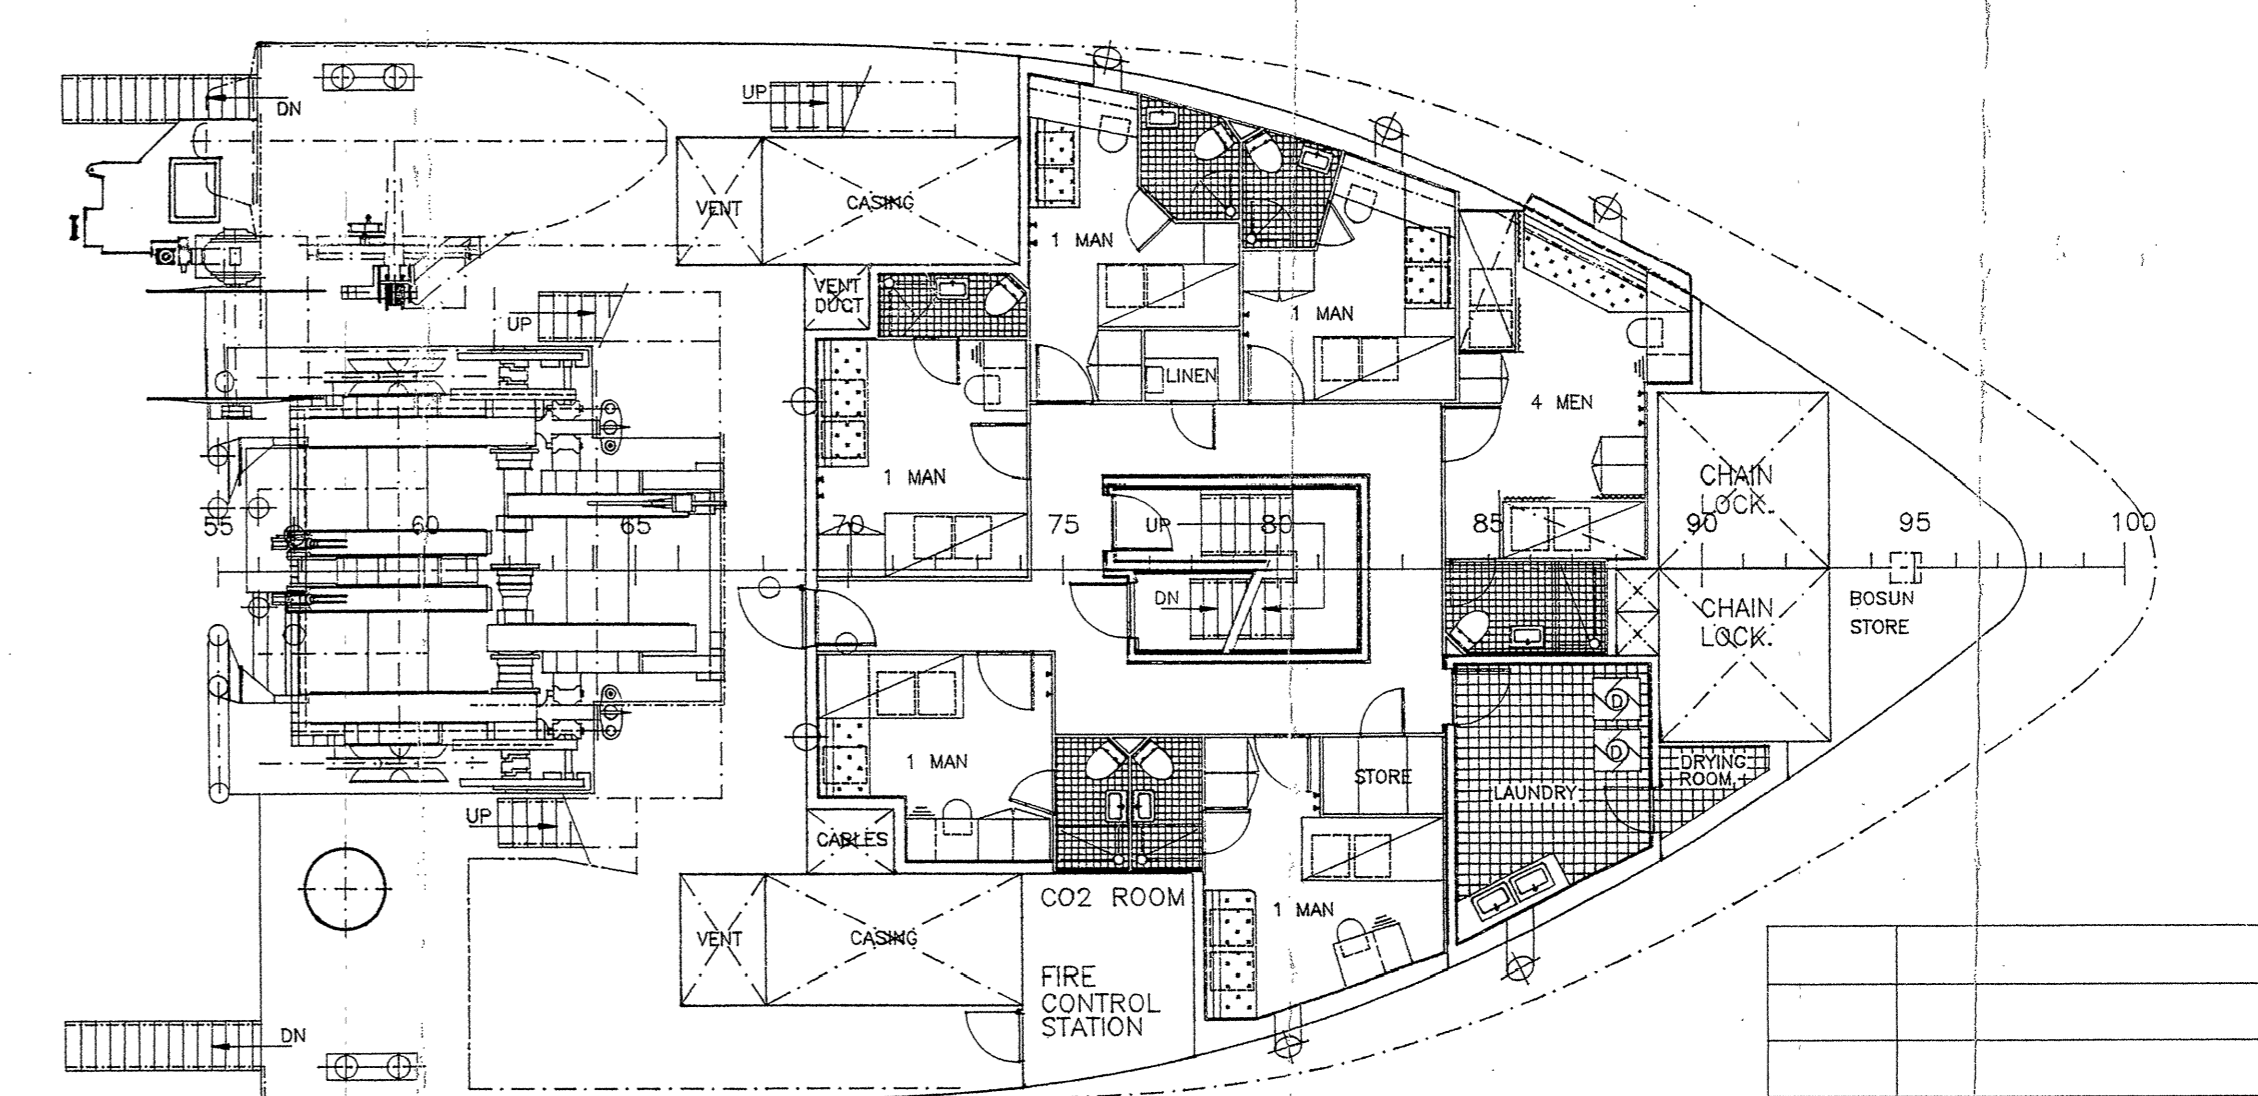 DN
UP
VENT
CASING
1 MAN
VENT
DUCT
UP
1 MAN
LINEN
4 MEN
1 MAN
CHAIN
LOCK.
55
60
65
70
75
UP
80
85
90
95
100
DN
BOSUN
STORE
CHAIN
LOCK.
D
D
1 MAN
STORE
LAUNDRY
DRYING
ROOM
UP
CABLES
CO2 ROOM
1 MAN
VENT
CASING
FIRE
CONTROL
STATION
DN